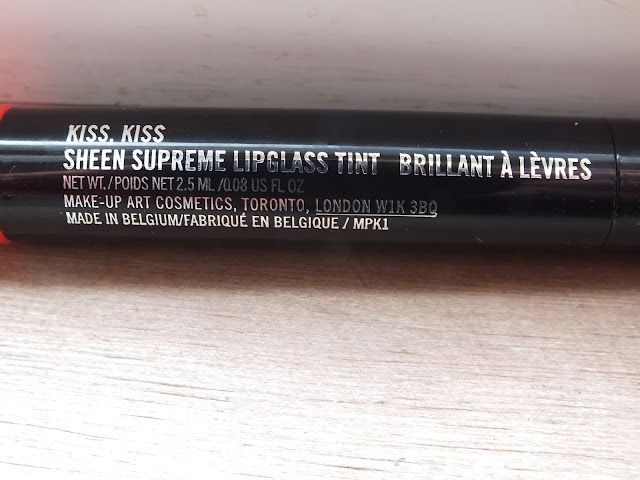 KISS, KISS
SHEEN SUPREME LIPGLASS TINT BRILLANT À LÈVRES
NET WT./POIDS NET 2.5 ML /0.08 US FL OZ
MAKE-UP ART COSMETICS, TORONTO, LONDON W1K 3BQ
MADE IN BELGIUM/FABRIQUÉ EN BELGIQUE / MPK1